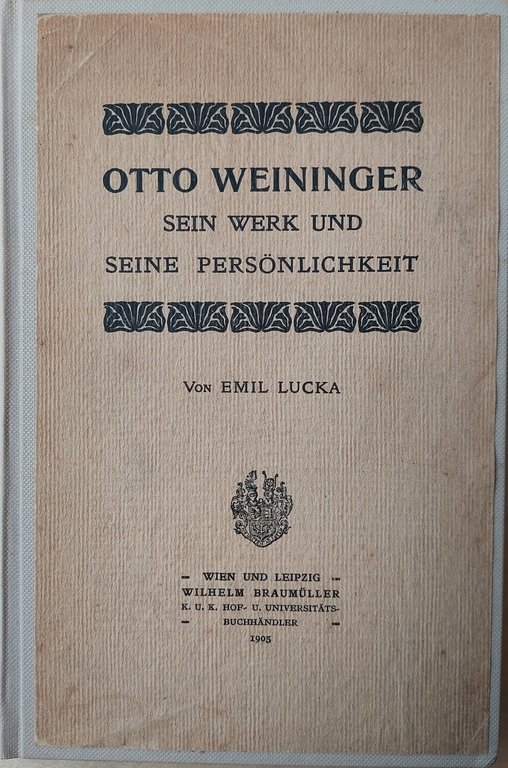 OTTO WEININGER
SEIN WERK UND
SEINE PERSÖNLICHKEIT
VON EMIL LUCKA
WIEN UND LEIPZIG
WILHELM BRAUMÜLLER
K. U. K. HOF- U. UNIVERSITÄTS-
BUCHHÄNDLER
1905